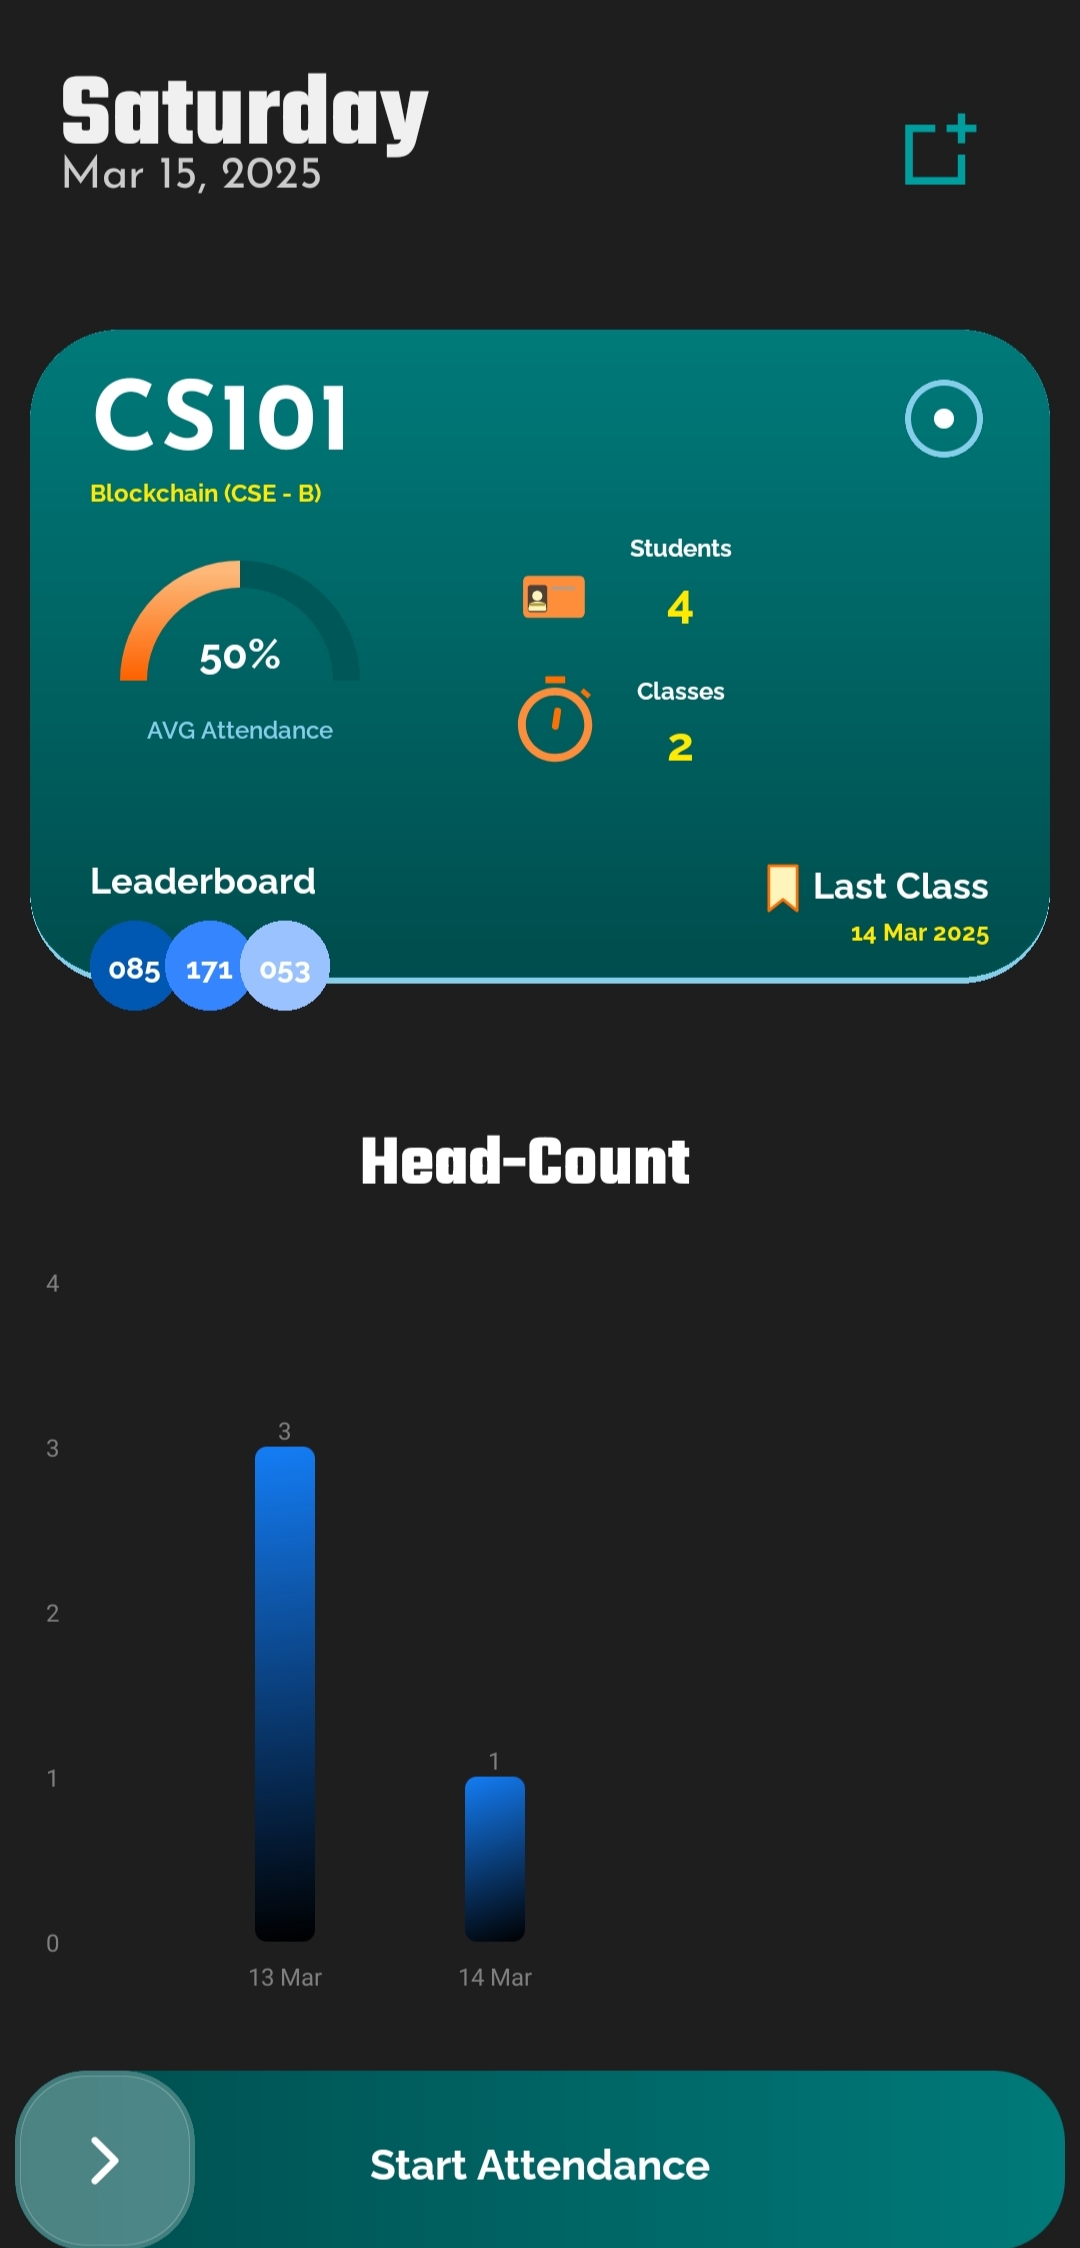 Saturday
Mar 15, 2025
CS101
Blockchain (CSE - B)
Students
4
50%
Classes
2
AVG Attendance
Leaderboard
085 171 053
Last Class
14 Mar 2025
Head-Count
4
3
3
2
1
1
0
13 Mar 14 Mar
Start Attendance